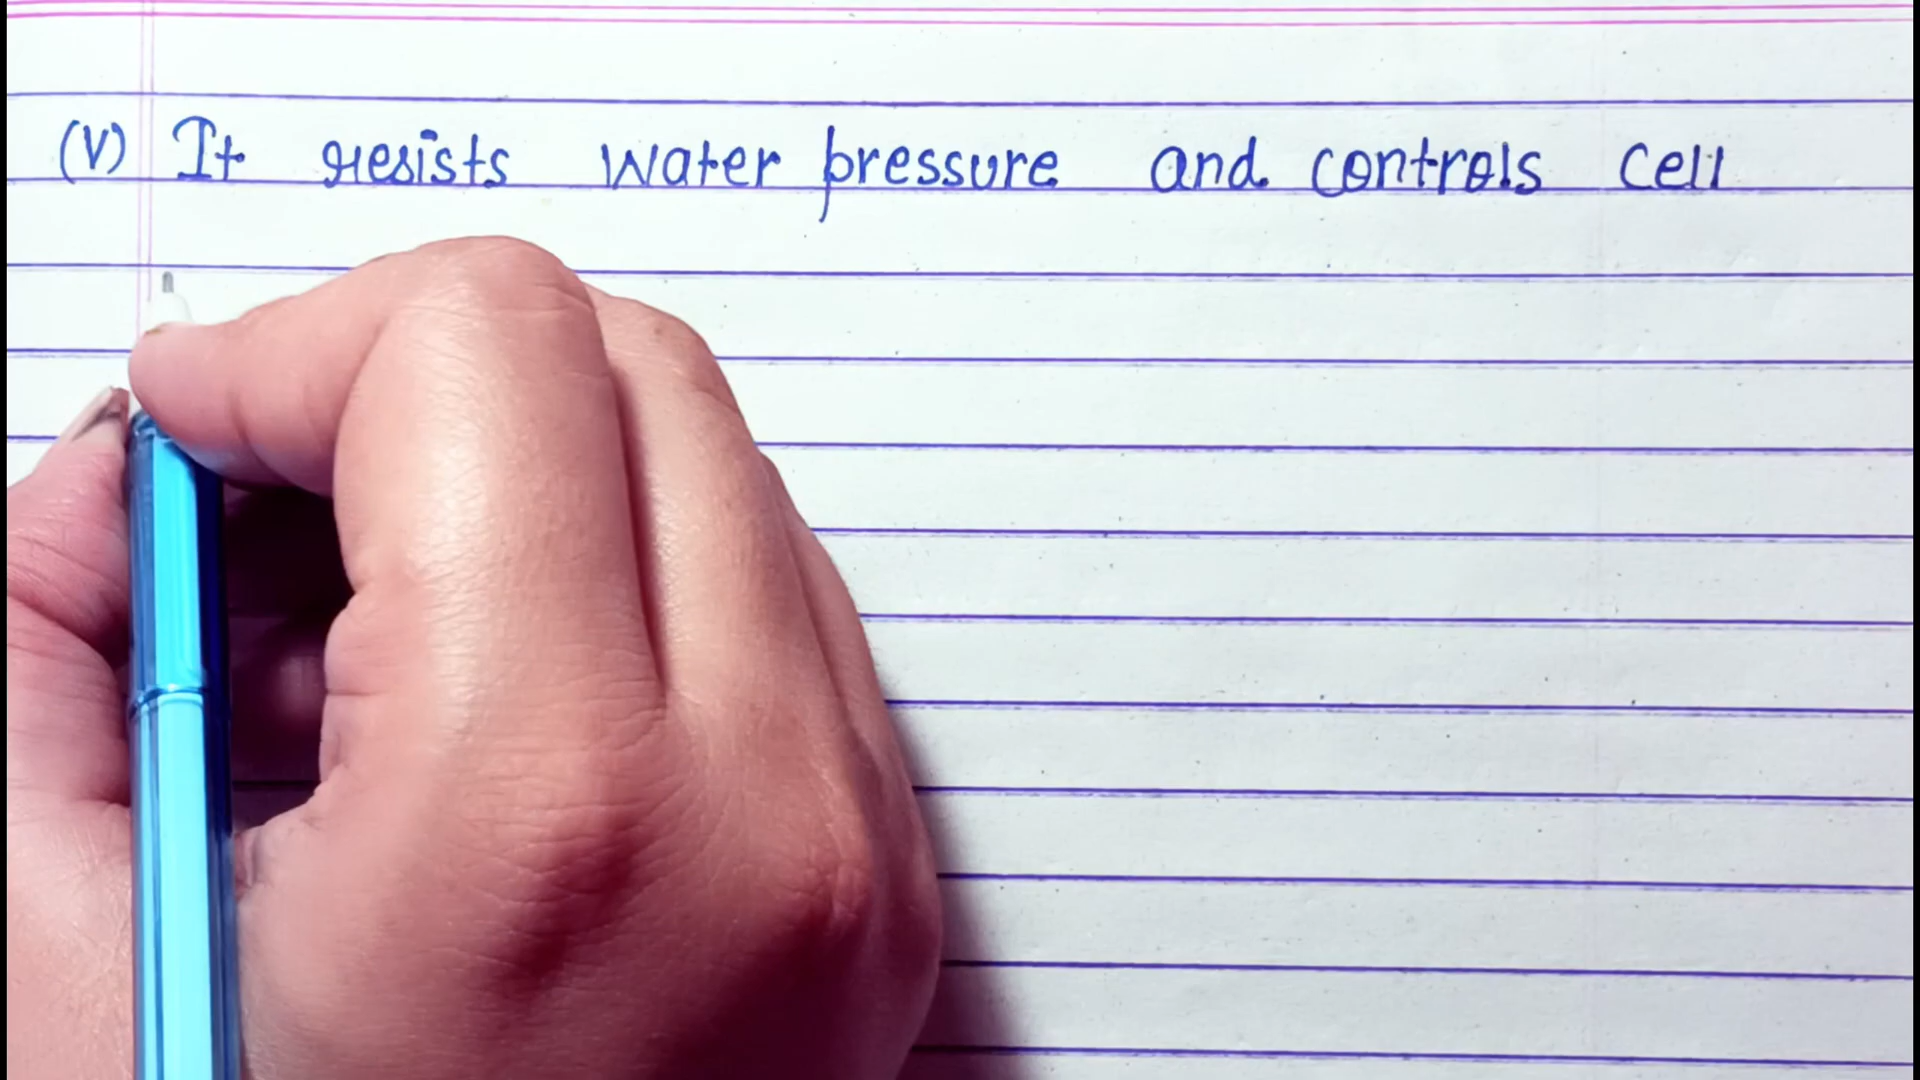 (V) It resists water pressure and controls cell